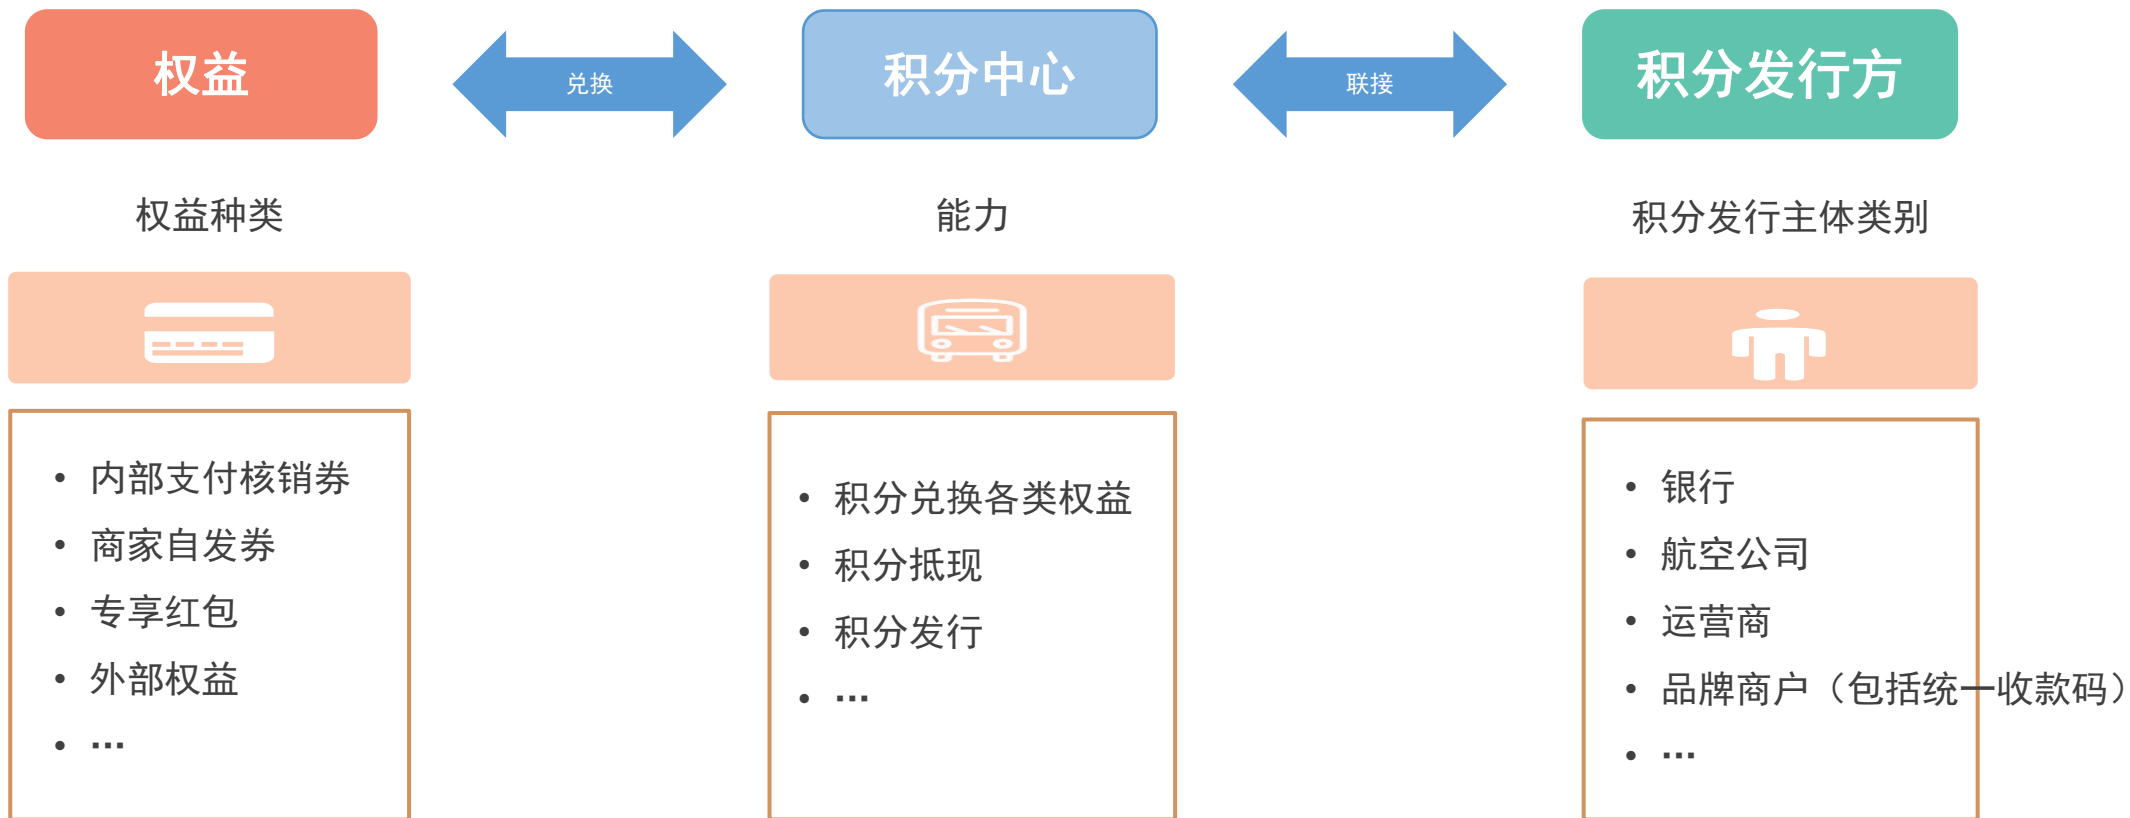 权益
兑换
积分中心
联接
积分发行方
权益种类
能力
积分发行主体类别
• 内部支付核销券
• 商家自发券
• 专享红包
• 外部权益
• …
• 积分兑换各类权益
• 积分抵现
• 积分发行
• …
• 银行
• 航空公司
• 运营商
• 品牌商户（包括统一收款码）
• …